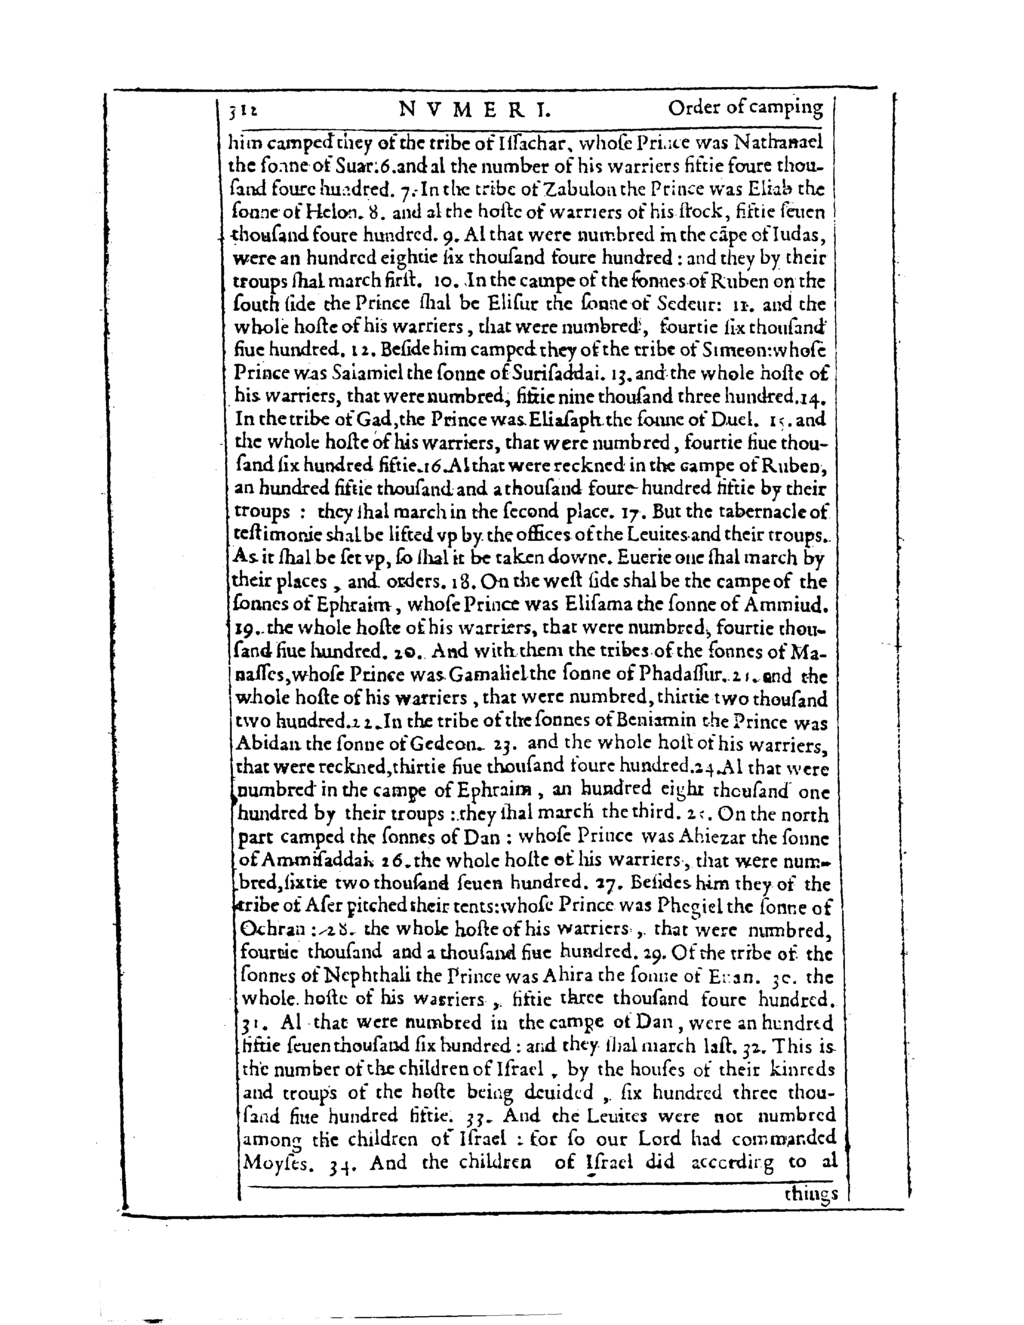 312 NVMERI. Order of camping
him camped they of the tribe of Iſſachar, whoſe Prince was Nathanael
the ſonne of Suar. 6. and al the number of his warriers fiftie foure thou-
ſand foure hundred. 7. In the tribe of Zabulon the Prince was Eliab the
ſonne of Helon. 8. and al the hoſte of warriers of his ſtock, fiftie ſeuen
thouſand foure hundred. 9. Al that were numbred in the cāpe of Iudas,
were an hundred eightie ſix thouſand foure hundred : and they by their
troups ſhal march firſt. 10. In the campe of the ſonnes of Ruben on the
ſouth ſide the Prince ſhal be Eliſur the ſonne of Sedeur: 11. and the
whole hoſte of his warriers, that were numbred, fourtie ſix thouſand
fiue hundred. 12. Beſide him camped they of the tribe of Simeon: whoſe
Prince was Salamiel the ſonne of Suriſaddai. 13. and the whole hoſte of
his warriers, that were numbred, fiftie nine thouſand three hundred. 14.
In the tribe of Gad, the Prince was Eliaſaph the ſonne of Duel. 15. and
the whole hoſte of his warriers, that were numbred, fourtie fiue thou-
ſand ſix hundred fiftie. 16. Al that were reckned in the campe of Ruben,
an hundred fiftie thouſand and a thouſand foure hundred fiftie by their
troups : they ſhal march in the ſecond place. 17. But the tabernacle of
teſtimonie shal be lifted vp by the offices of the Leuites and their troups.
As it ſhal be ſet vp, ſo ſhal it be taken downe. Euerie one ſhal march by
their places, and orders. 18. On the weſt ſide shal be the campe of the
ſonnes of Ephraim, whoſe Prince was Eliſama the ſonne of Ammiud.
19. the whole hoſte of his warriers, that were numbred, fourtie thou-
ſand fiue hundred. 20. And with them the tribes of the ſonnes of Ma-
naſſes, whoſe Prince was Gamaliel the ſonne of Phadaſſur. 21. and the
whole hoſte of his warriers, that were numbred, thirtie two thouſand
two hundred. 22. In the tribe of the ſonnes of Beniamin the Prince was
Abidan the ſonne of Gedeon. 23. and the whole hoſt of his warriers,
that were reckned, thirtie fiue thouſand foure hundred. 24. Al that were
numbred in the campe of Ephraim, an hundred eight thouſand one
hundred by their troups : they ſhal march the third. 25. On the north
part camped the ſonnes of Dan : whoſe Prince was Ahiezar the ſonne
of Ammiſaddai. 26. the whole hoſte of his warriers, that were num-
bred, ſixtie two thouſand ſeuen hundred. 27. Beſides him they of the
tribe of Aſer pitched their tents: whoſe Prince was Phegiel the ſonne of
Ochran : 28. the whole hoſte of his warriers, that were numbred,
fourtie thouſand and a thouſand fiue hundred. 29. Of the tribe of the
ſonnes of Nephthali the Prince was Ahira the ſonne of Enan. 30. the
whole hoſte of his warriers, fiftie three thouſand foure hundred.
31. Al that were numbred in the campe of Dan, were an hundred
fiftie ſeuen thouſand ſix hundred : and they ſhal march laſt. 32. This is
the number of the children of Iſrael, by the houſes of their kinreds
and troups of the hoſte being deuided, ſix hundred three thou-
ſand fiue hundred fiftie. 33. And the Leuites were not numbred
among the children of Iſrael : for ſo our Lord had commanded
Moyſes. 34. And the children of Iſrael did according to al
things